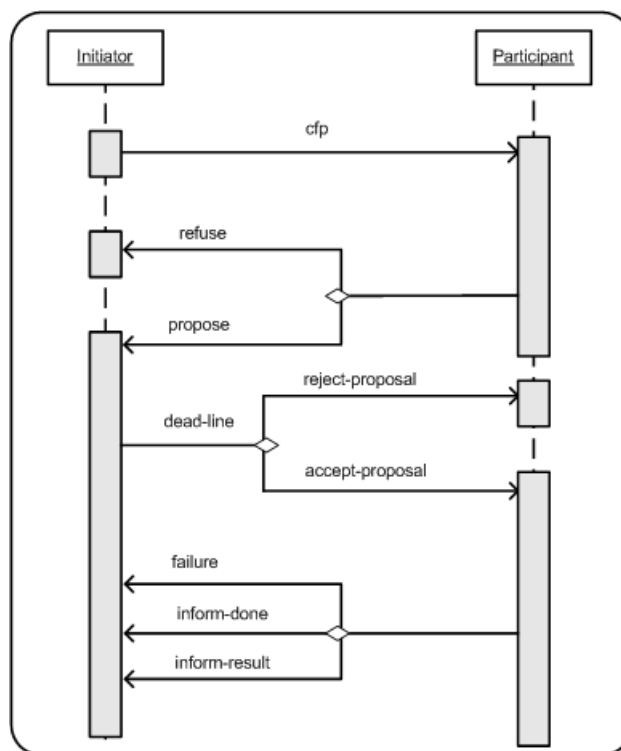 Initiator
Participant
cfp
refuse
propose
reject-proposal
dead-line
accept-proposal
failure
inform-done
inform-result